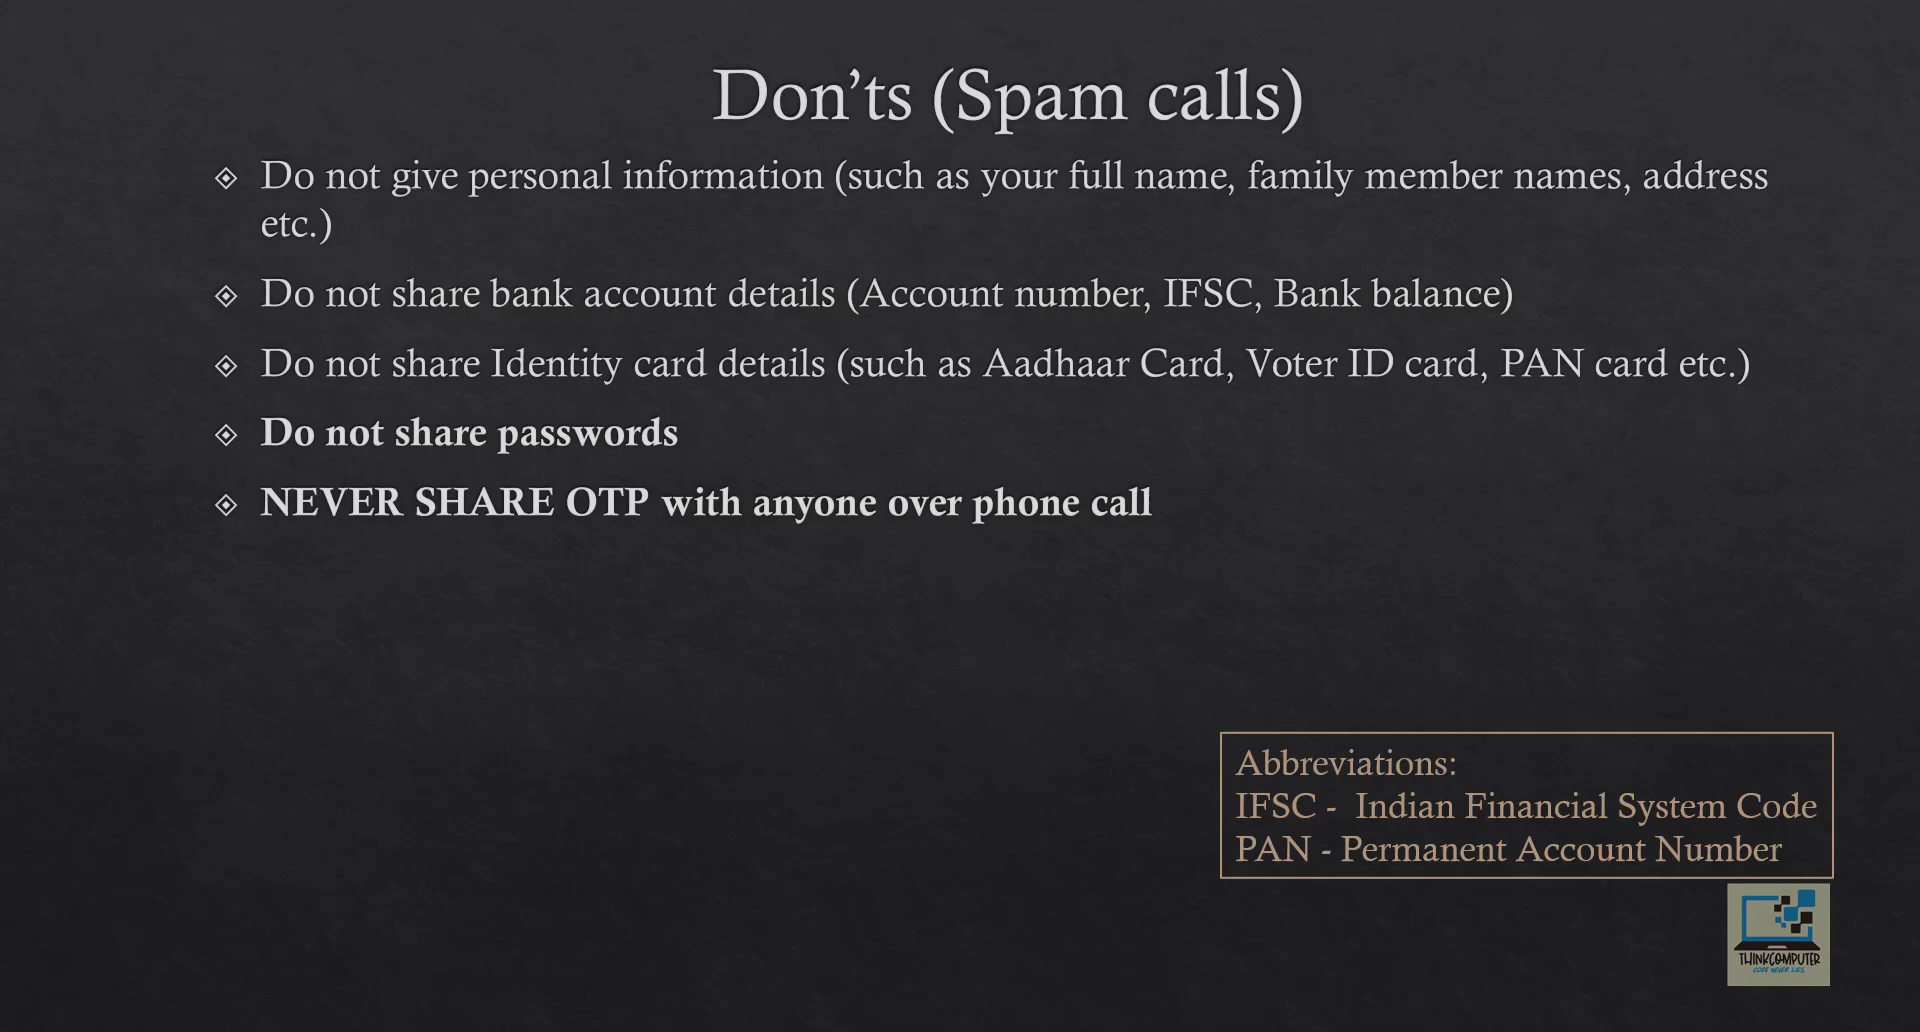 Don’ts (Spam calls)
Do not give personal information (such as your full name, family member names, address
etc.)
Do not share bank account details (Account number, IFSC, Bank balance)
Do not share Identity card details (such as Aadhaar Card, Voter ID card, PAN card etc.)
Do not share passwords
NEVER SHARE OTP with anyone over phone call
Abbreviations:
IFSC -  Indian Financial System Code
PAN - Permanent Account Number
THINKCOMPUTER
CODE NEVER LIES